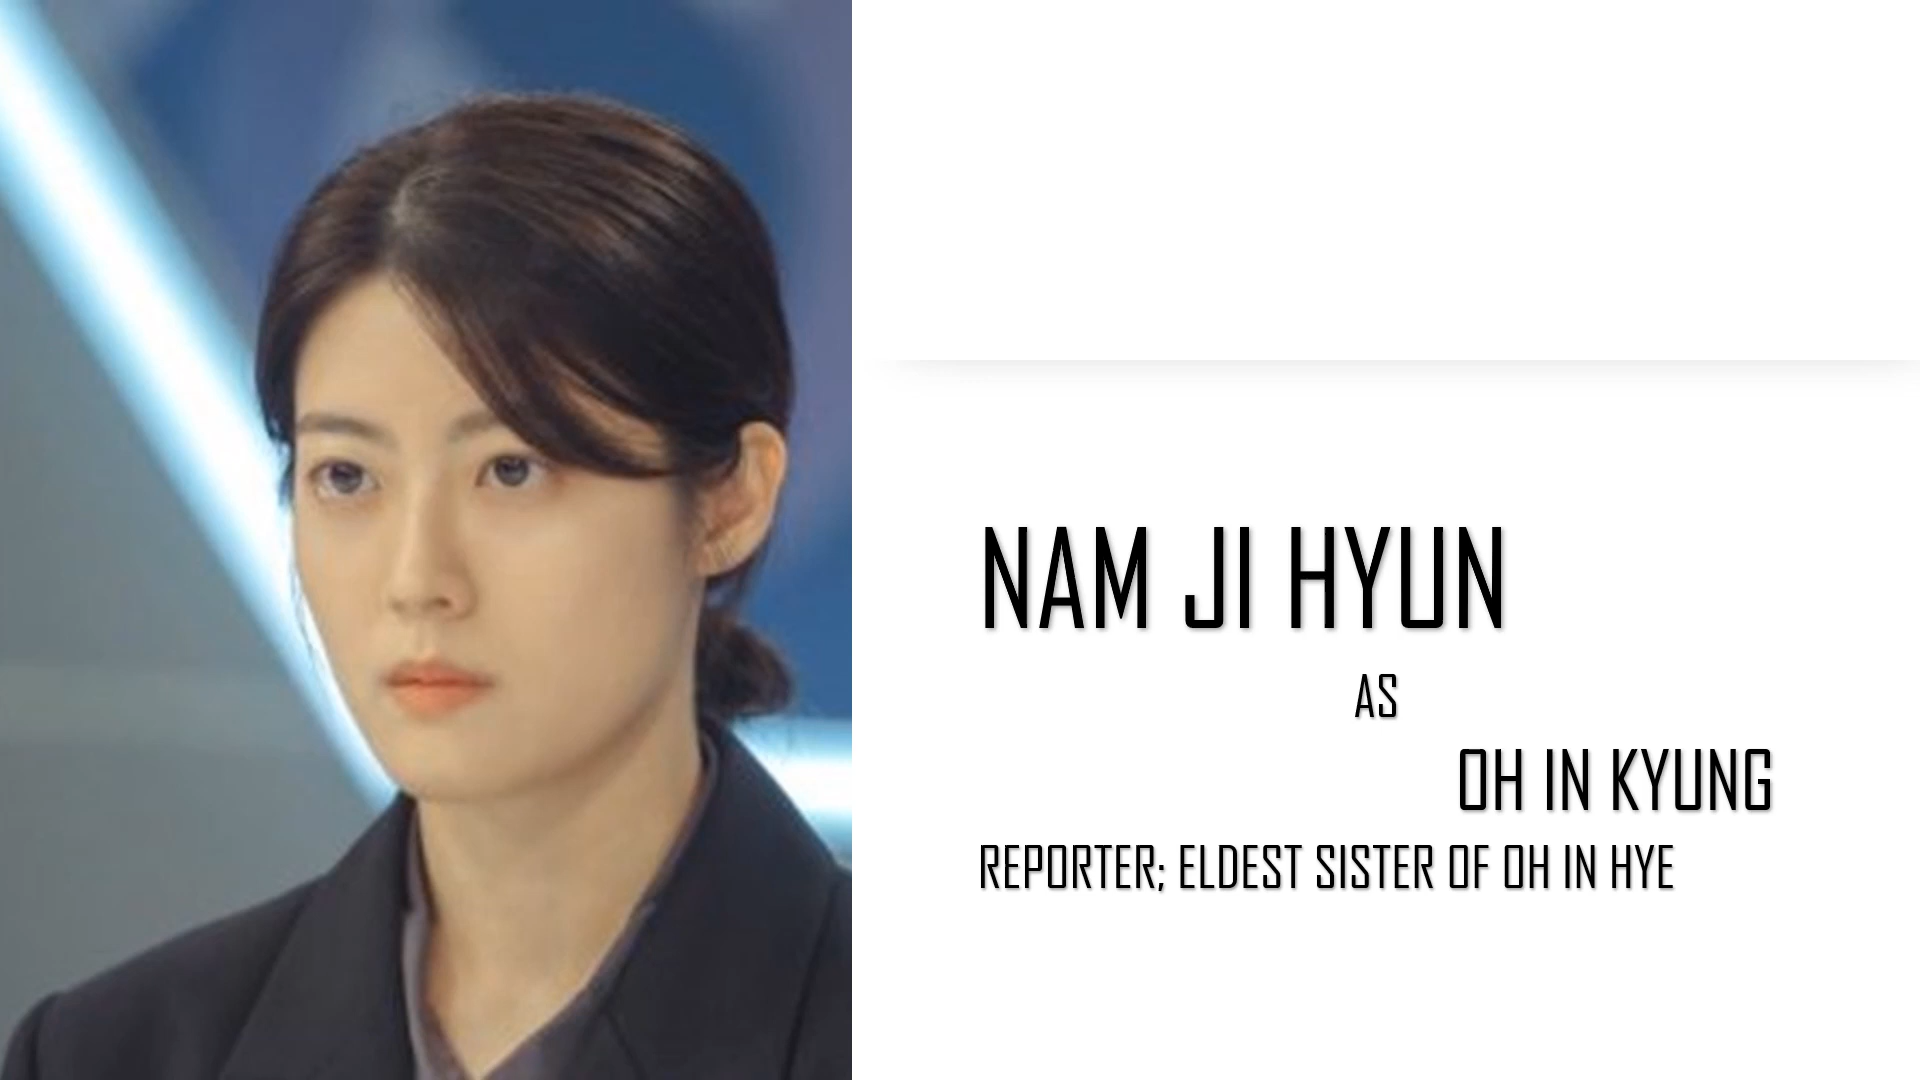 NAM JI HYUN
AS
OH IN KYUNG
REPORTER; ELDEST SISTER OF OH IN HYE